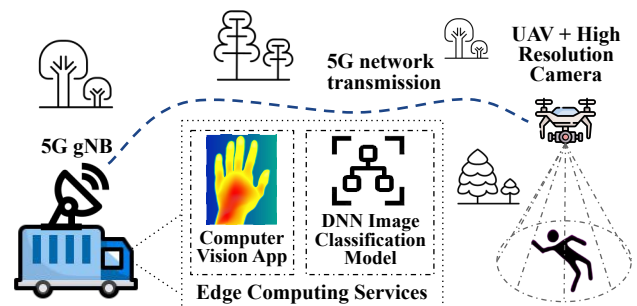 5G network
transmission
UAV + High
Resolution
Camera
5G gNB
Computer
Vision App
DNN Image
Classification
Model
Edge Computing Services